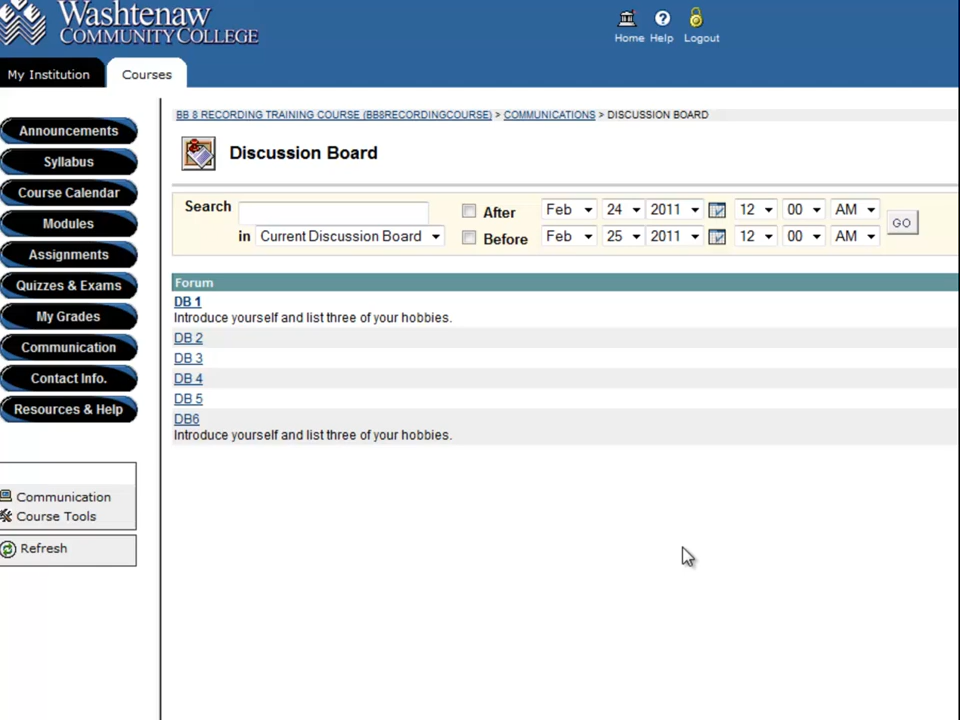 Washtenaw
COMMUNITY COLLEGE
Home Help Logout
My Institution Courses
Announcements
Syllabus
Course Calendar
Modules
Assignments
Quizzes & Exams
My Grades
Communication
Contact Info.
Resources & Help
Communication
Course Tools
Refresh
BB 8 RECORDING TRAINING COURSE (BB8RECORDINGCOURSE) > COMMUNICATIONS > DISCUSSION BOARD
Discussion Board
Search After Feb 24 2011 12 00 AM
in Current Discussion Board Before Feb 25 2011 12 00 AM
GO
Forum
DB 1
Introduce yourself and list three of your hobbies.
DB 2
DB 3
DB 4
DB 5
DB6
Introduce yourself and list three of your hobbies.